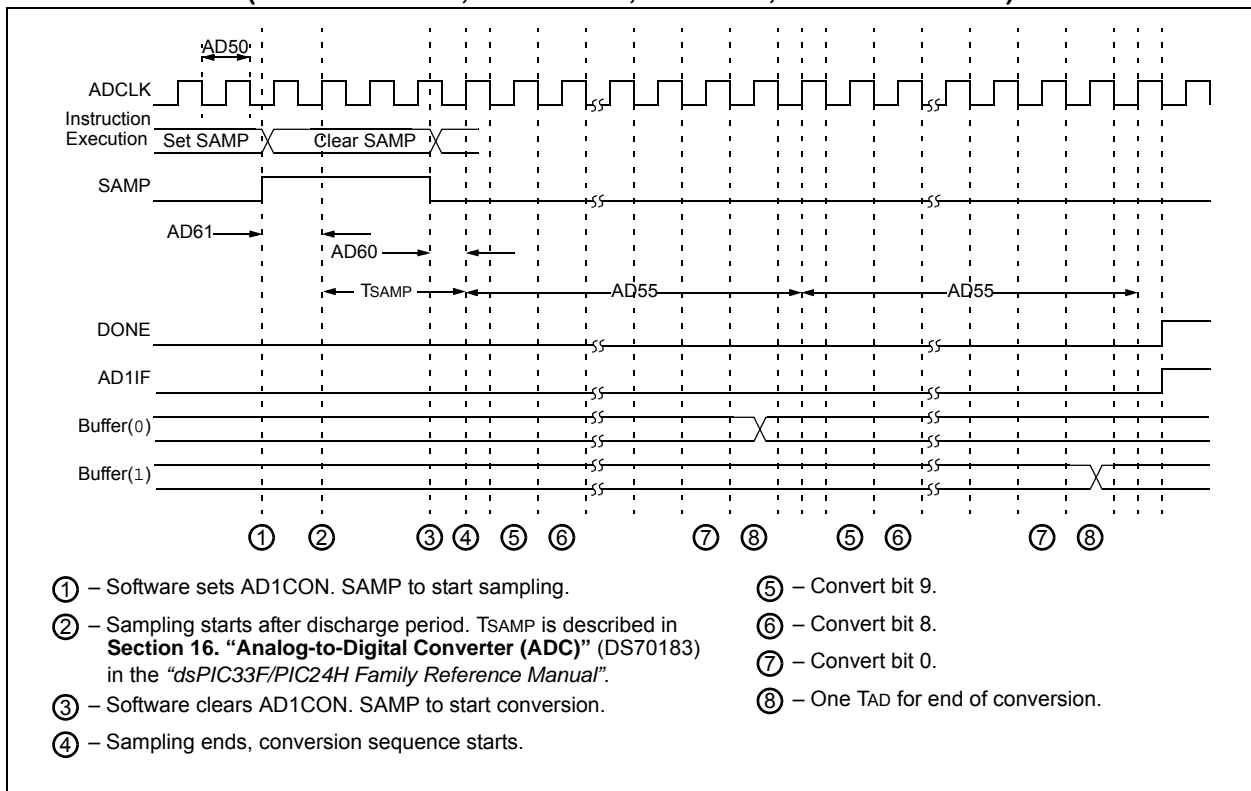 AD50
ADCLK
Instruction
Execution Set SAMP Clear SAMP
SAMP
AD61
AD60
TSAMP AD55 AD55
DONE
AD1IF
Buffer(0)
Buffer(1)
1 2 3 4 5 6 7 8 5 6 7 8
1 – Software sets AD1CON. SAMP to start sampling.
2 – Sampling starts after discharge period. TSAMP is described in
Section 16. “Analog-to-Digital Converter (ADC)” (DS70183)
in the “dsPIC33F/PIC24H Family Reference Manual”.
3 – Software clears AD1CON. SAMP to start conversion.
4 – Sampling ends, conversion sequence starts.
5 – Convert bit 9.
6 – Convert bit 8.
7 – Convert bit 0.
8 – One TAD for end of conversion.